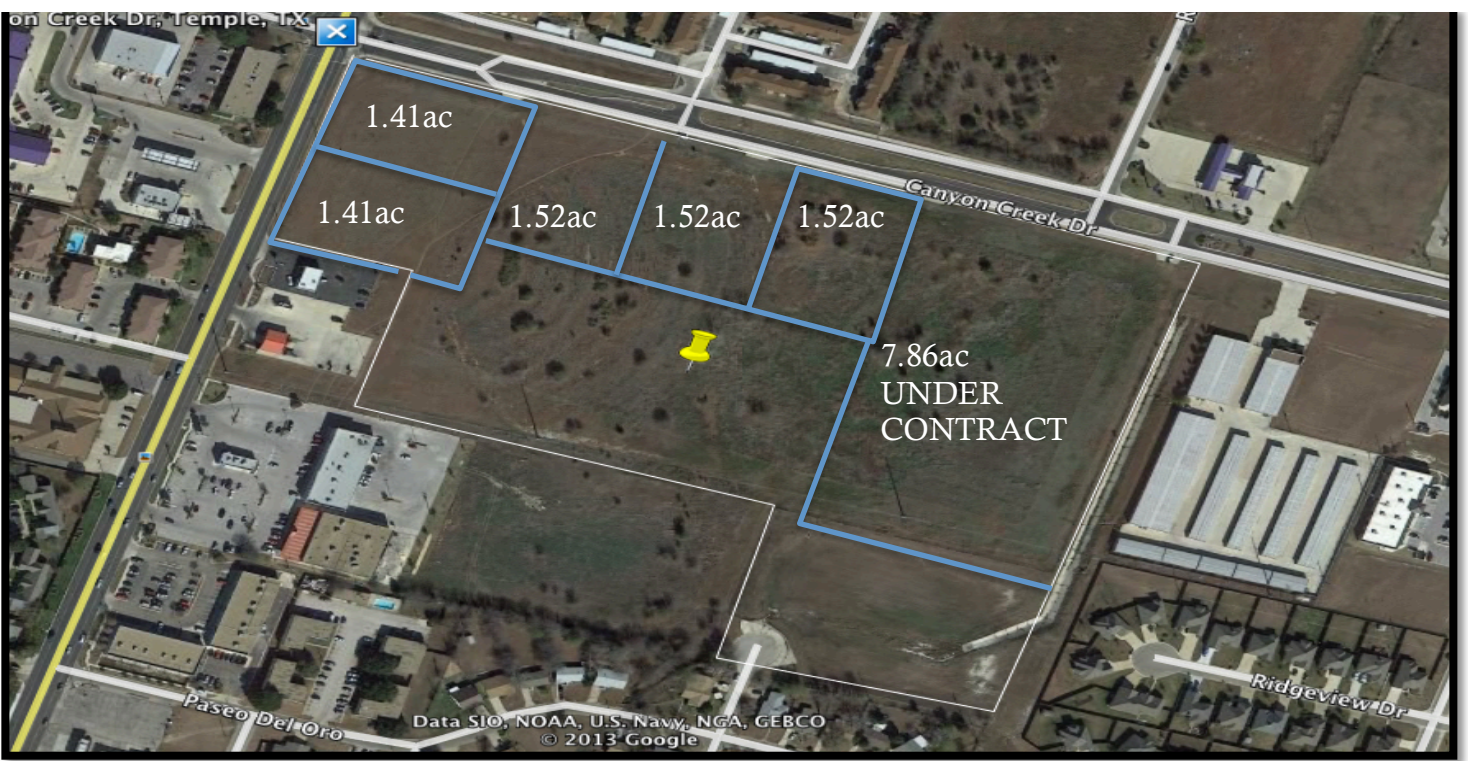 on Creek Dr, Temple, TX
1.41ac
1.41ac
1.52ac
1.52ac
1.52ac
Canyon Creek Dr
R
7.86ac
UNDER
CONTRACT
Ridgeview Dr
Paseo Del Oro
Data SIO, NOAA, U.S. Navy, NGA, GEBCO
© 2013 Google